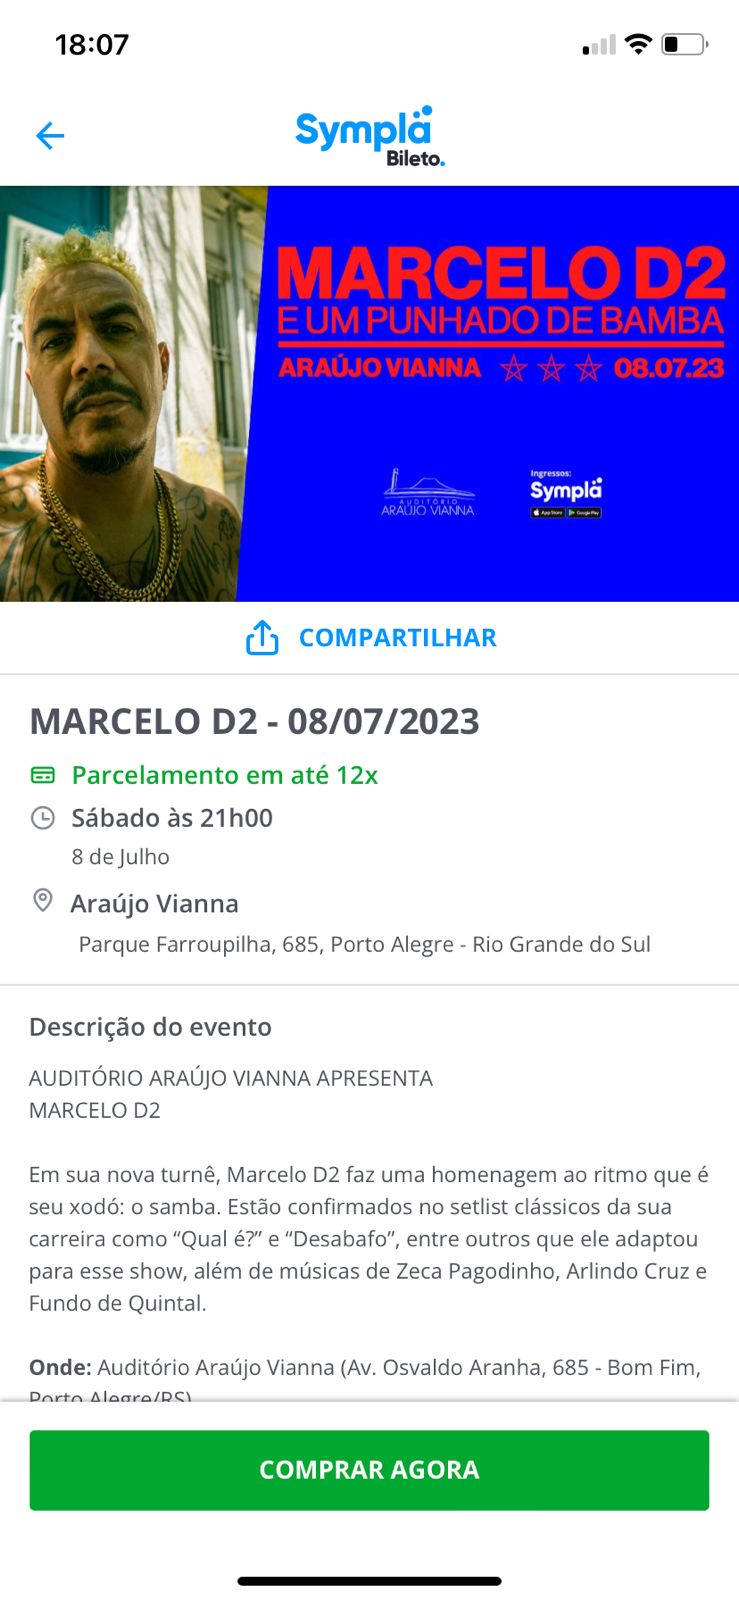 18:07
Sympla
Bileto.
MARCELO D2
E UM PUNHADO DE BAMBA
ARAÚJO VIANNA 08.07.23
AUDITÓRIO
ARAÚJO VIANNA
Ingressos:
Sympla
App Store Google Play
COMPARTILHAR
MARCELO D2 - 08/07/2023
Parcelamento em até 12x
Sábado às 21h00
8 de Julho
Araújo Vianna
Parque Farroupilha, 685, Porto Alegre - Rio Grande do Sul
Descrição do evento
AUDITÓRIO ARAÚJO VIANNA APRESENTA
MARCELO D2
Em sua nova turnê, Marcelo D2 faz uma homenagem ao ritmo que é
seu xodó: o samba. Estão confirmados no setlist clássicos da sua
carreira como “Qual é?” e “Desabafo”, entre outros que ele adaptou
para esse show, além de músicas de Zeca Pagodinho, Arlindo Cruz e
Fundo de Quintal.
Onde: Auditório Araújo Vianna (Av. Osvaldo Aranha, 685 - Bom Fim,
Porto Alegre/RS)
COMPRAR AGORA